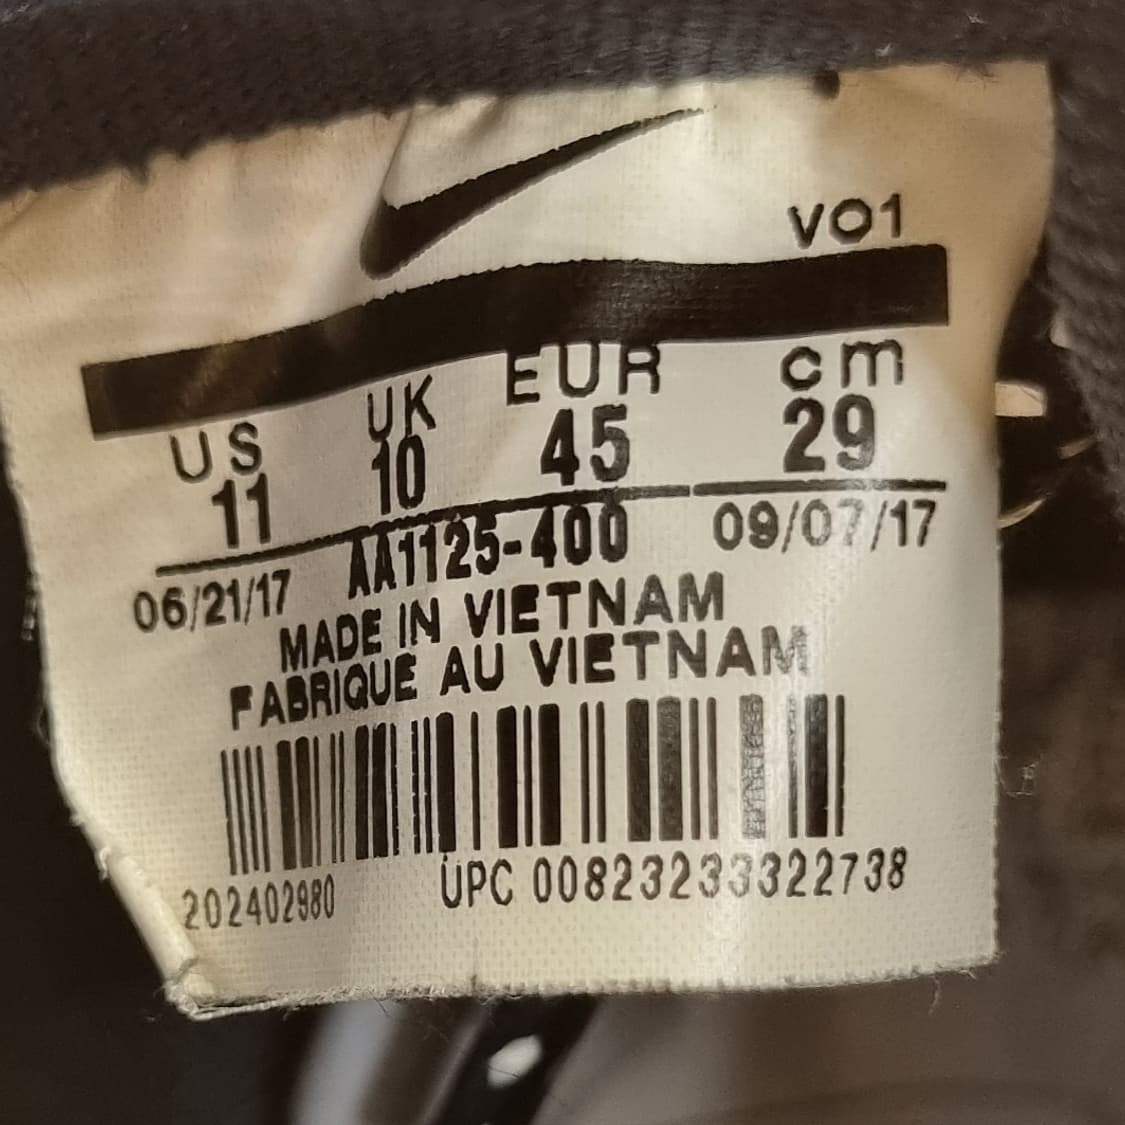 VO1
US UK EUR cm
11 10 45 29
06/21/17 AA1125-400 09/07/17
MADE IN VIETNAM
FABRIQUE AU VIETNAM
202402980 UPC 00823233322738